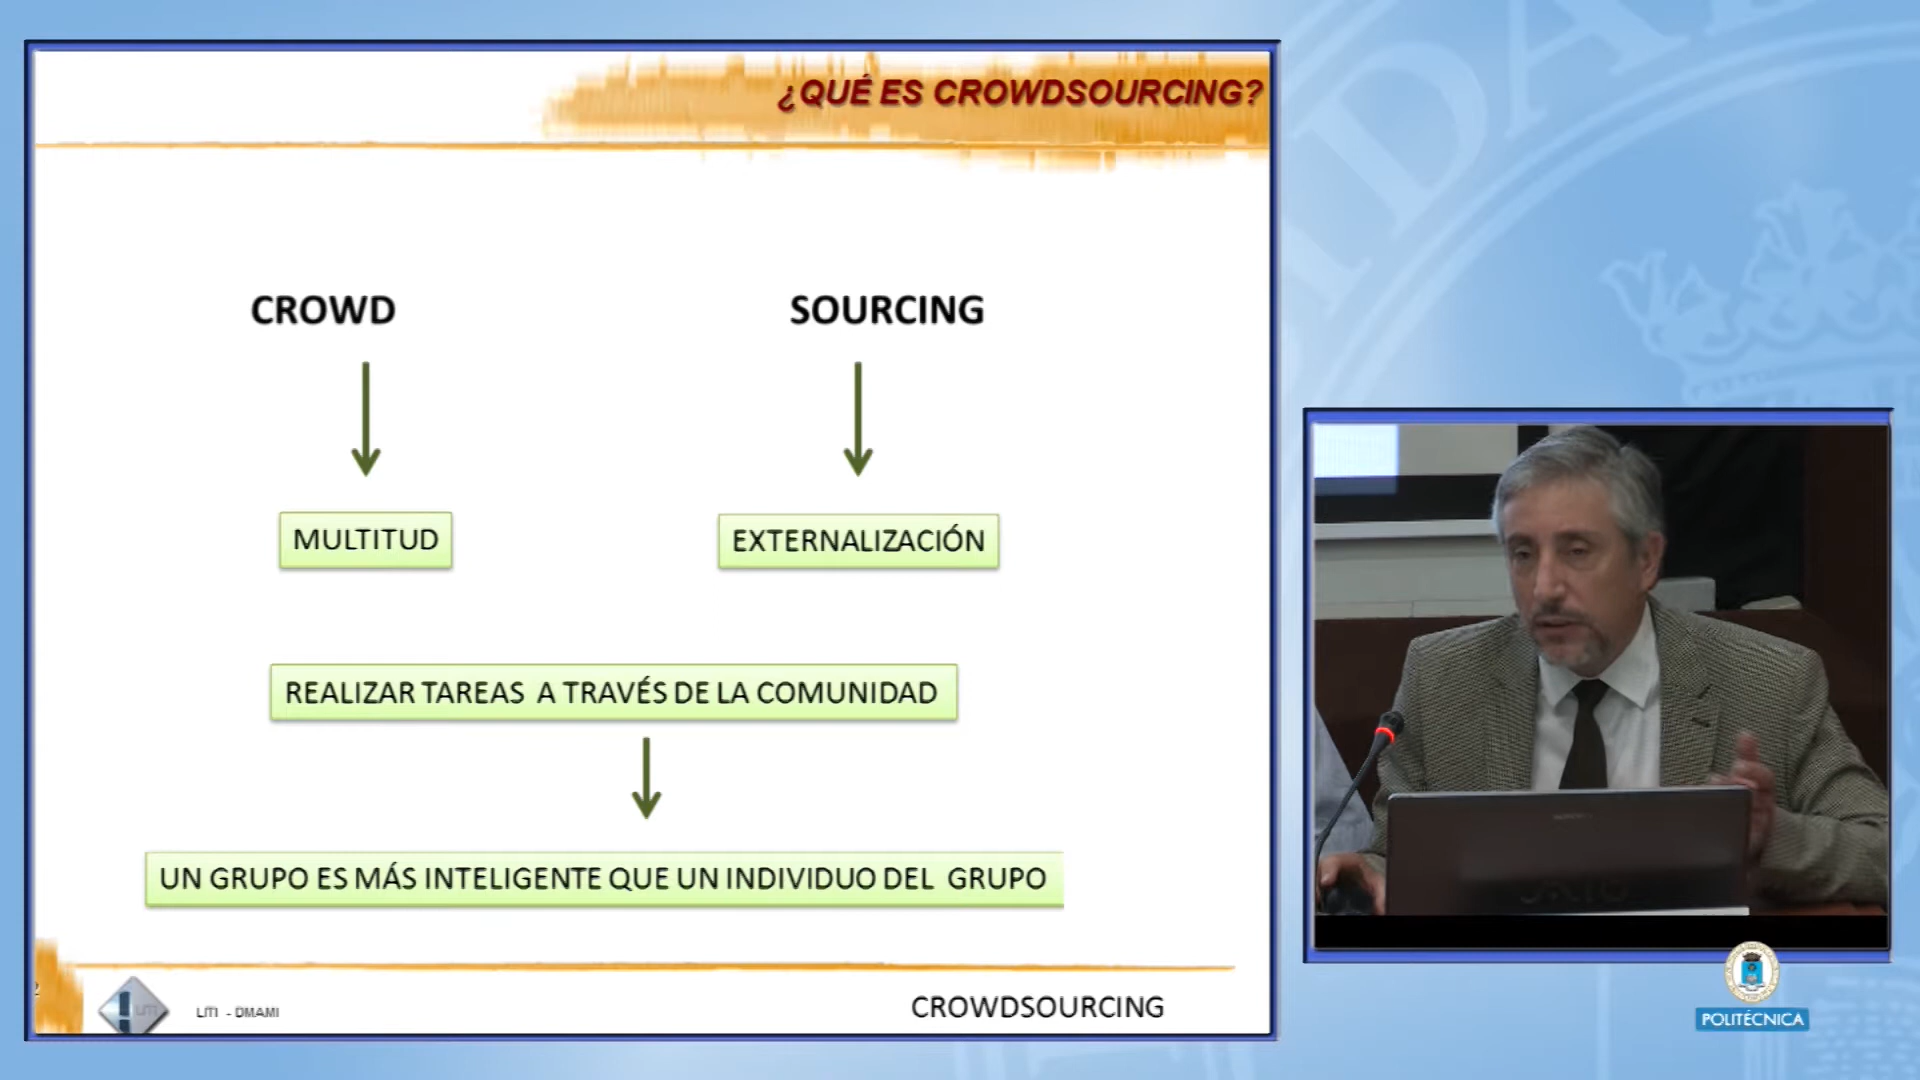 ¿QUÉ ES CROWDSOURCING?
CROWD
SOURCING
MULTITUD
EXTERNALIZACIÓN
REALIZAR TAREAS A TRAVÉS DE LA COMUNIDAD
UN GRUPO ES MÁS INTELIGENTE QUE UN INDIVIDUO DEL GRUPO
2
LITI - DMAMI
CROWDSOURCING
POLITÉCNICA